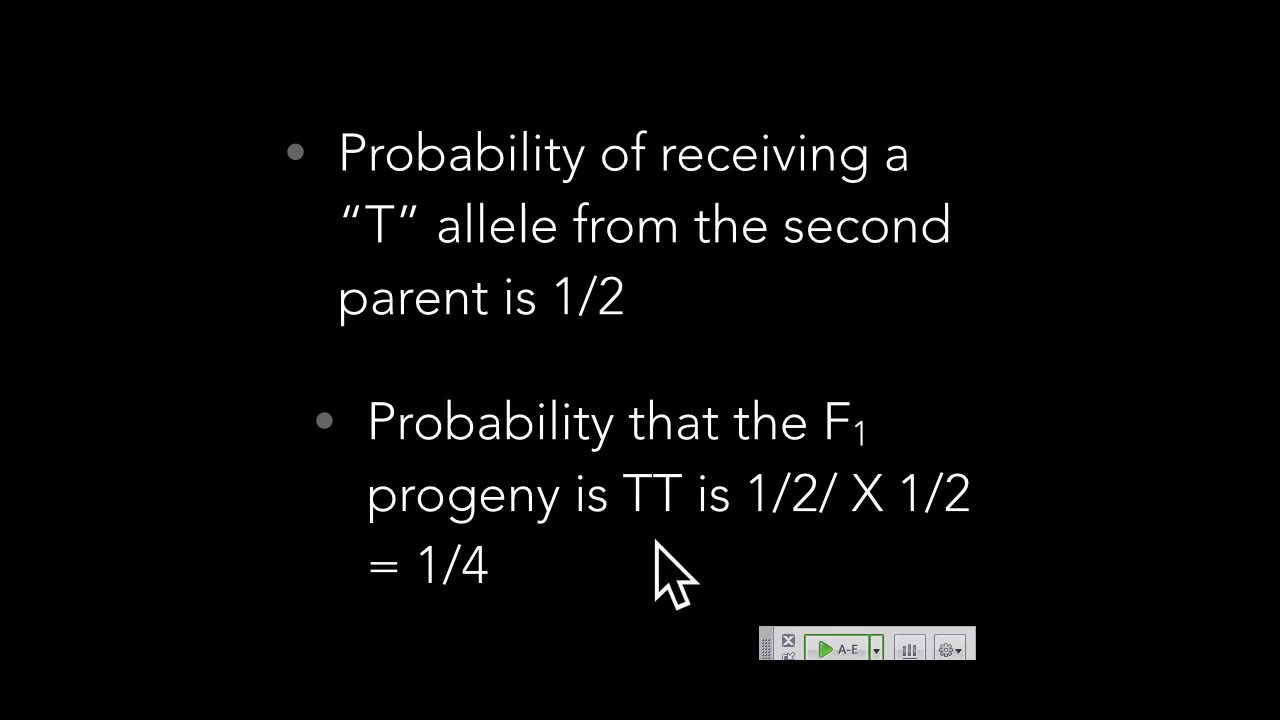 • Probability of receiving a
“T” allele from the second
parent is 1/2
• Probability that the F₁
progeny is TT is 1/2/ X 1/2
= 1/4
A-E